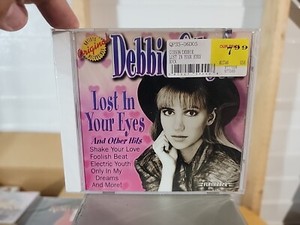 Original
Debbie
7.99
Lost In
Your Eyes
And Other Hits
Shake Your Love
Foolish Beat
Electric Youth
Only In My
Dreams
And More!